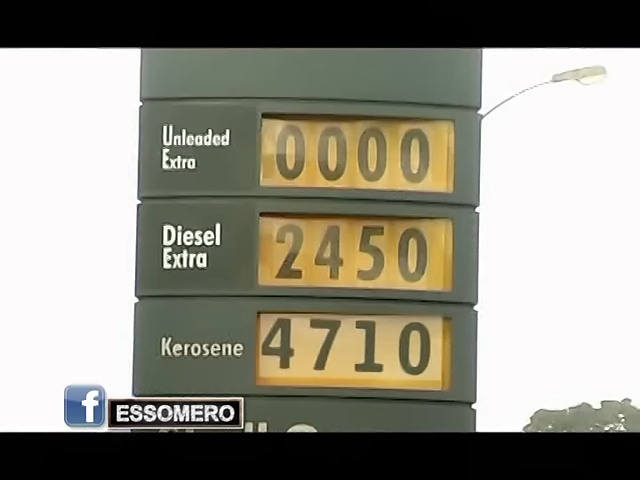 Unleaded
Extra
0000
Diesel
Extra
2450
Kerosene
4710
f
ESSOMERO